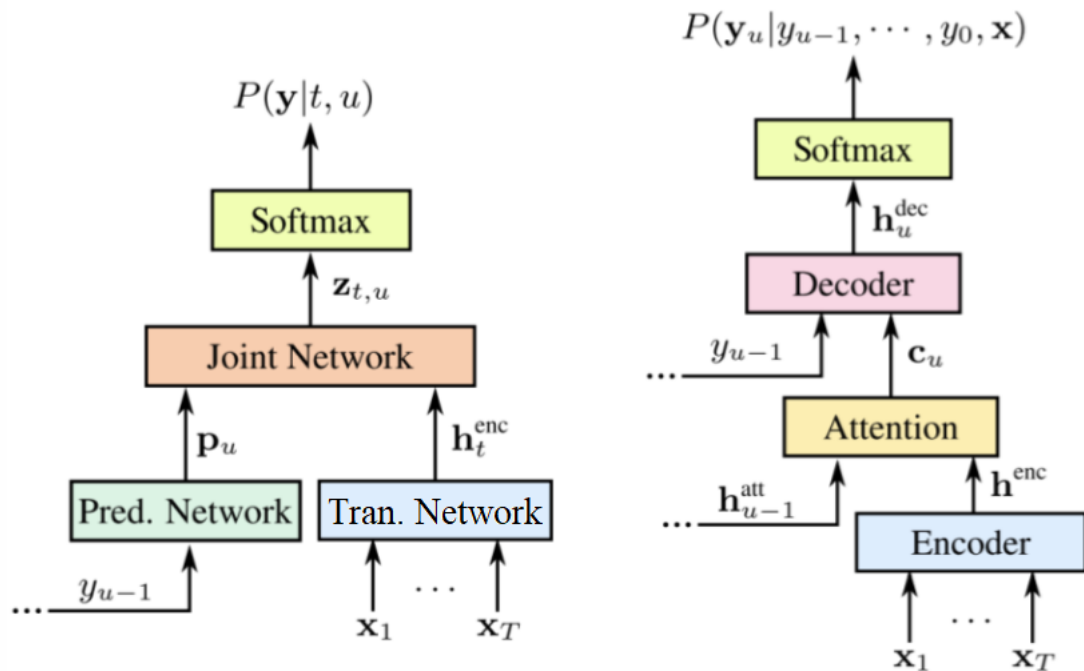 P(y|t, u)
Softmax
z_{t,u}
Joint Network
p_u
h_t^{enc}
Pred. Network
Tran. Network
... y_{u−1}
x_1 ··· x_T
P(y_u|y_{u−1}, ··· , y_0, x)
Softmax
h_u^{dec}
Decoder
... y_{u−1}
c_u
Attention
... h_{u−1}^{att}
h^{enc}
Encoder
x_1 ··· x_T